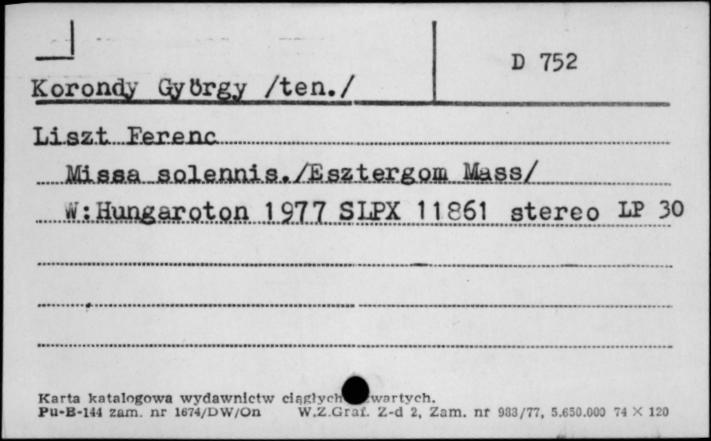 D 752
Korondy György /ten./
Liszt Ferenc
Missa solennis./Esztergom Mass/
W:Hungaroton 1977 SLPX 11861 stereo LP 30
Karta katalogowa wydawnictw ciągłych
Pu-B-144 zam. nr 1674/DW/On W.Z.Graf. Z-d 2, Zam. nr 983/77, 5.650.000 74 × 120